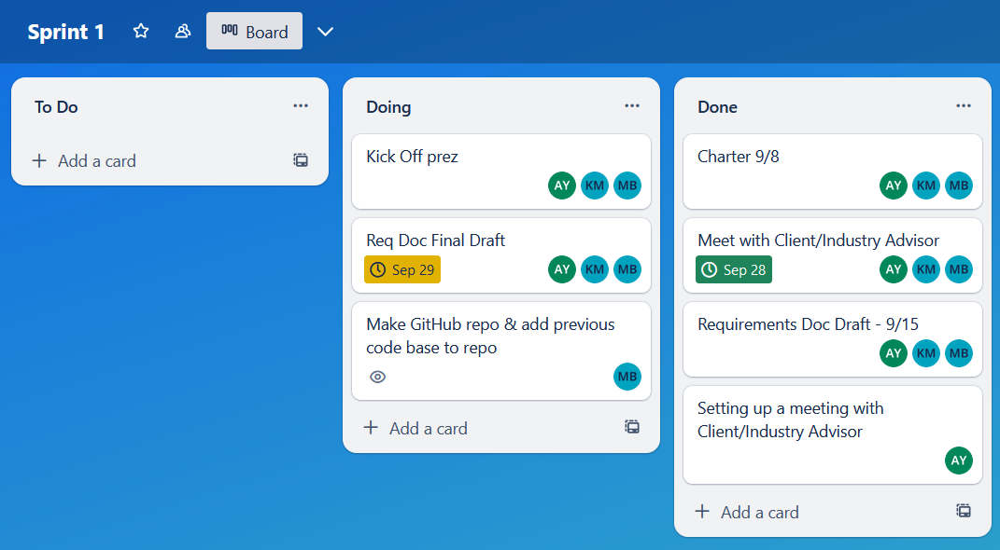 Sprint 1
Board
To Do
Add a card
Doing
Kick Off prez
AY KM MB
Req Doc Final Draft
Sep 29 AY KM MB
Make GitHub repo & add previous
code base to repo
MB
Add a card
Done
Charter 9/8
AY KM MB
Meet with Client/Industry Advisor
Sep 28 AY KM MB
Requirements Doc Draft - 9/15
AY KM MB
Setting up a meeting with
Client/Industry Advisor
AY
Add a card